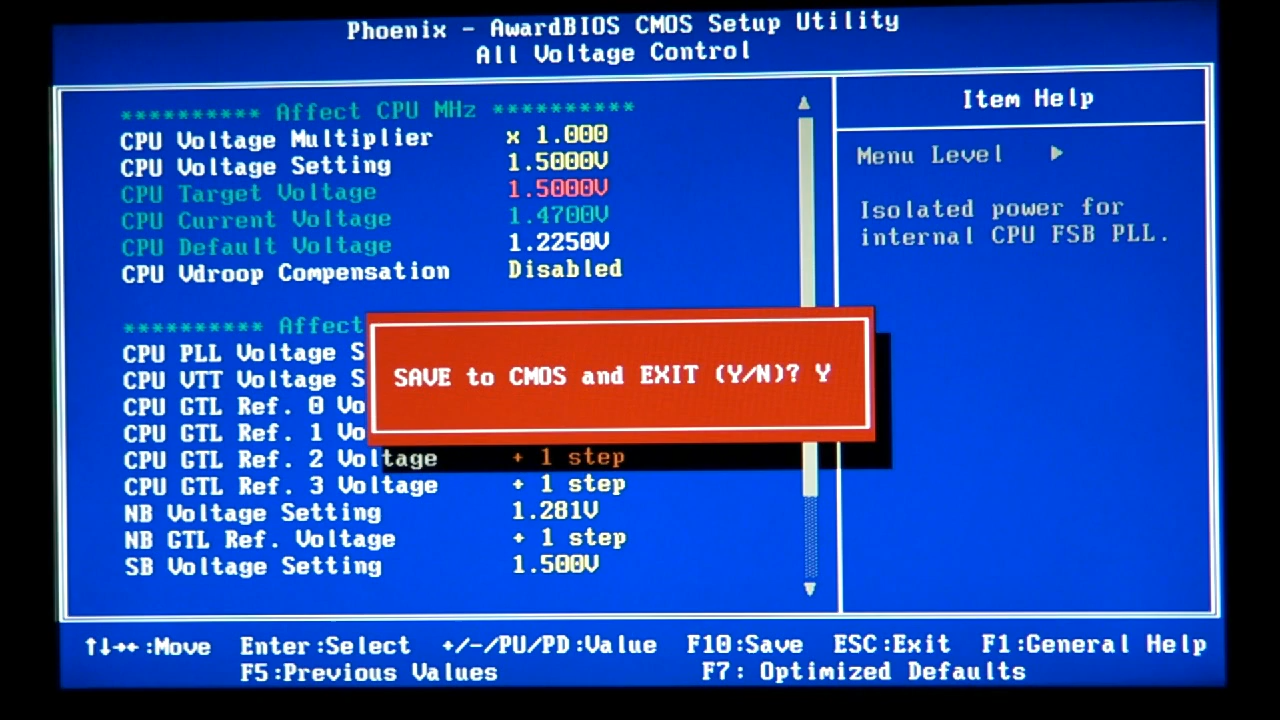 Phoenix - AwardBIOS CMOS Setup Utility
All Voltage Control
********** Affect CPU MHz **********
CPU Voltage Multiplier x 1.000
CPU Voltage Setting 1.5000V
CPU Target Voltage 1.5000V
CPU Current Voltage 1.4700V
CPU Default Voltage 1.2250V
CPU Vdroop Compensation Disabled
********** Affect
CPU PLL Voltage S
CPU VTT Voltage S
CPU GTL Ref. 0 Vo
CPU GTL Ref. 1 Vo
CPU GTL Ref. 2 Voltage + 1 step
CPU GTL Ref. 3 Voltage + 1 step
NB Voltage Setting 1.281V
NB GTL Ref. Voltage + 1 step
SB Voltage Setting 1.500V
SAVE to CMOS and EXIT (Y/N)? Y
Item Help
Menu Level ▶
Isolated power for
internal CPU FSB PLL.
↑↓→←:Move Enter:Select +/-/PU/PD:Value F10:Save ESC:Exit F1:General Help
F5:Previous Values F7: Optimized Defaults